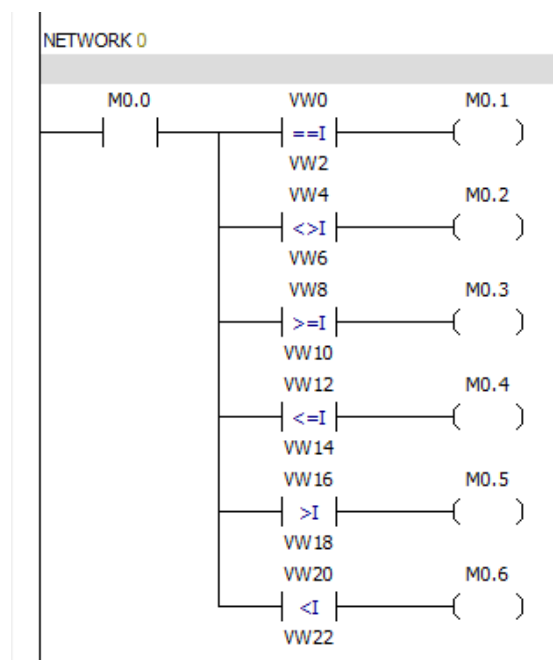 NETWORK 0
M0.0 VW0 M0.1
==I
VW2
VW4 M0.2
<>I
VW6
VW8 M0.3
>=I
VW10
VW12 M0.4
<=I
VW14
VW16 M0.5
>I
VW18
VW20 M0.6
<I
VW22